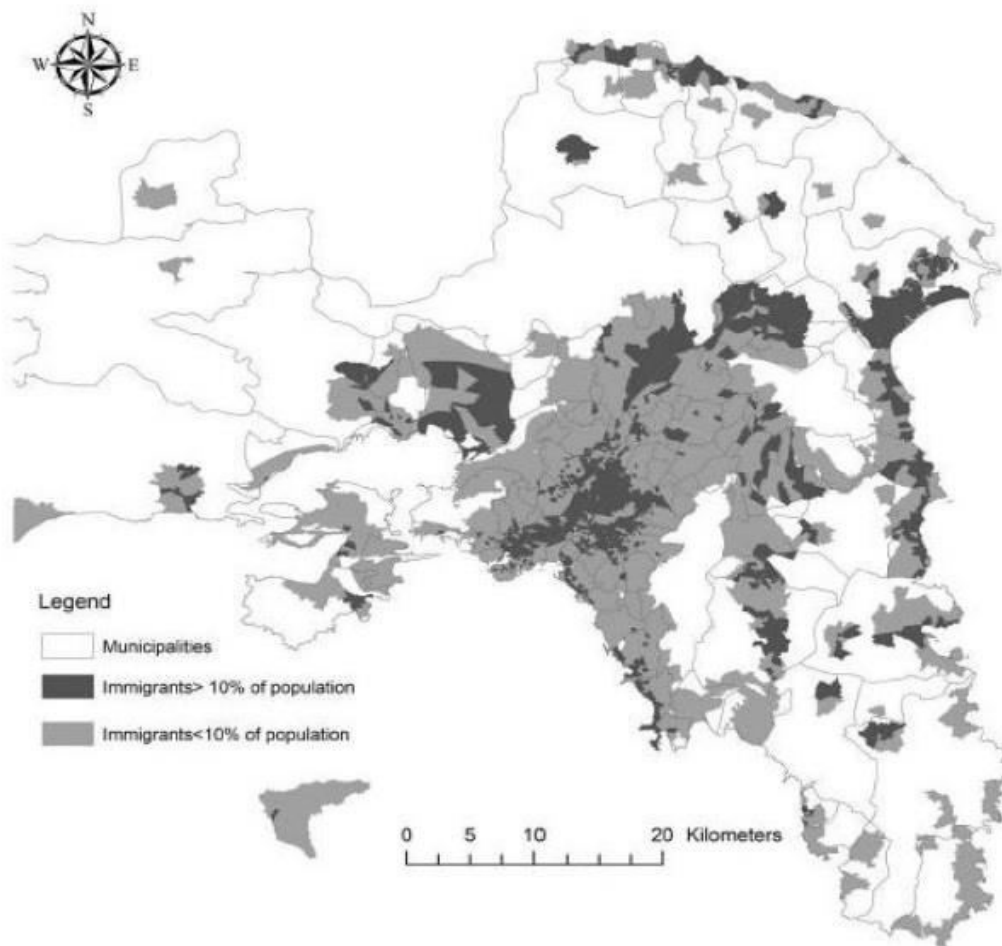 N
W E
S
Legend
Municipalities
Immigrants> 10% of population
Immigrants<10% of population
0 5 10 20 Kilometers